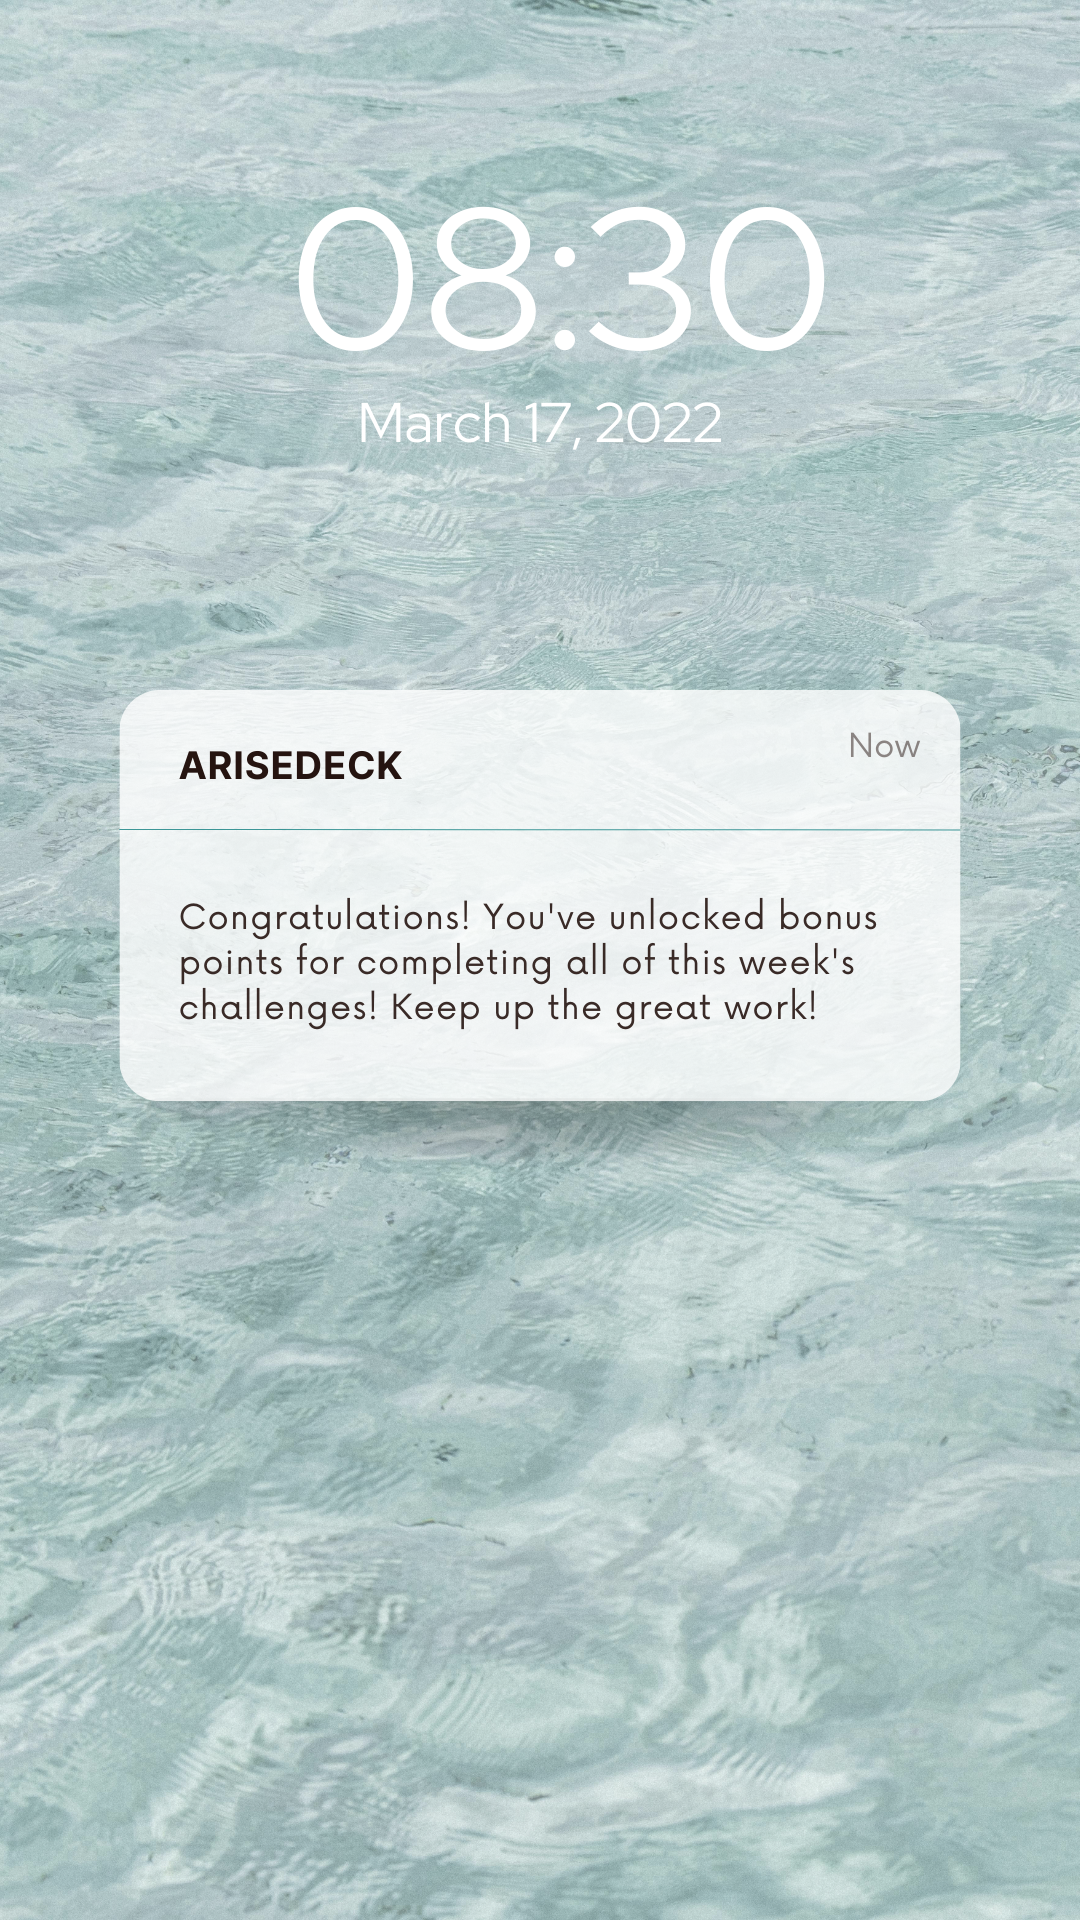 08:30
March 17, 2022
ARISEDECK
Now
Congratulations! You've unlocked bonus
points for completing all of this week's
challenges! Keep up the great work!